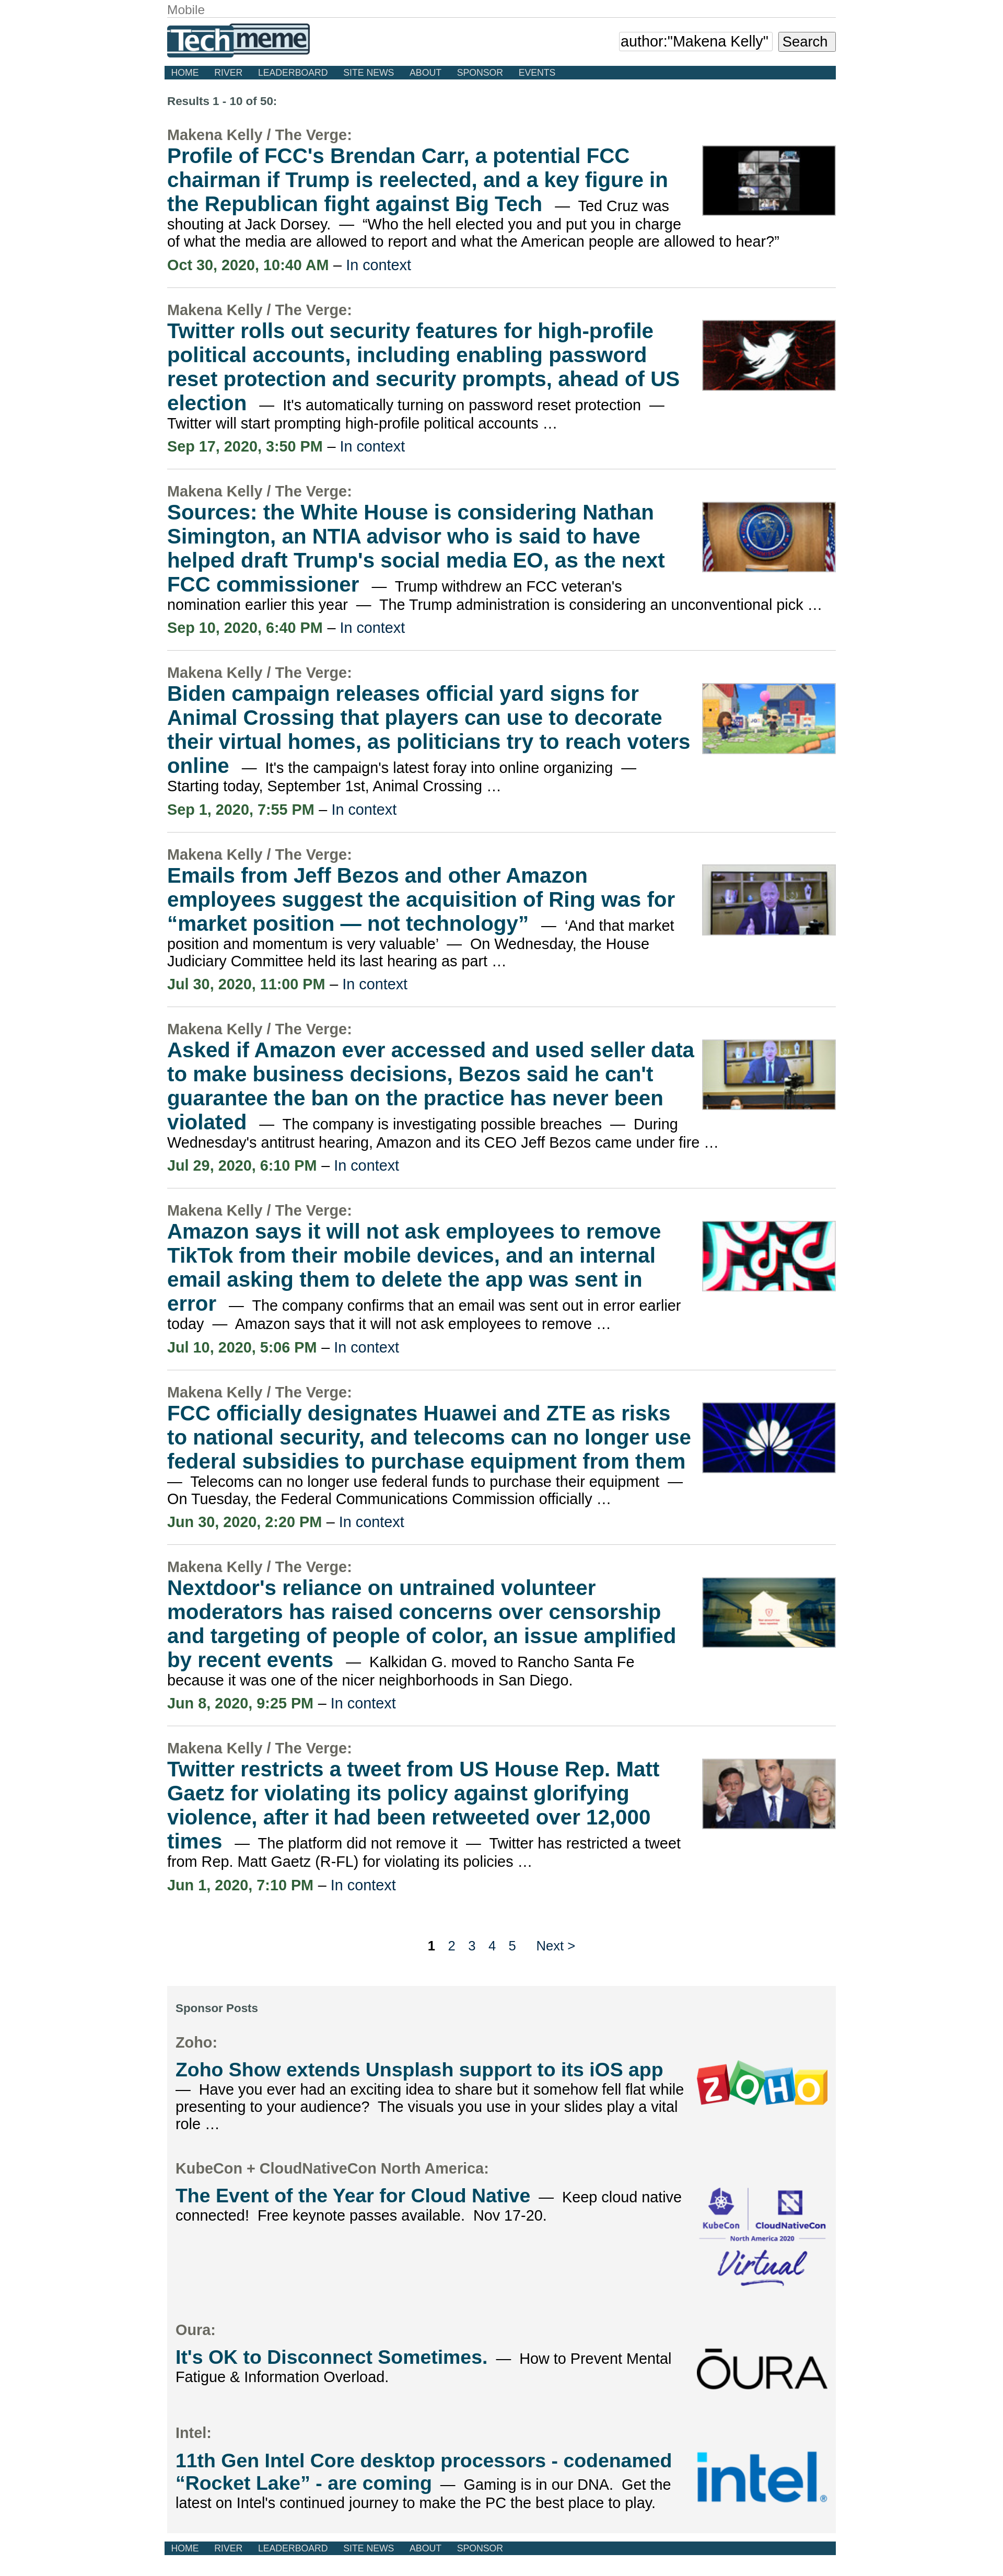 Mobile
Techmeme
author:"Makena Kelly" Search
HOME RIVER LEADERBOARD SITE NEWS ABOUT SPONSOR EVENTS
Results 1 - 10 of 50:
Makena Kelly / The Verge:
Profile of FCC's Brendan Carr, a potential FCC
chairman if Trump is reelected, and a key figure in
the Republican fight against Big Tech — Ted Cruz was
shouting at Jack Dorsey. — “Who the hell elected you and put you in charge
of what the media are allowed to report and what the American people are allowed to hear?”
Oct 30, 2020, 10:40 AM – In context
Makena Kelly / The Verge:
Twitter rolls out security features for high-profile
political accounts, including enabling password
reset protection and security prompts, ahead of US
election — It's automatically turning on password reset protection —
Twitter will start prompting high-profile political accounts …
Sep 17, 2020, 3:50 PM – In context
Makena Kelly / The Verge:
Sources: the White House is considering Nathan
Simington, an NTIA advisor who is said to have
helped draft Trump's social media EO, as the next
FCC commissioner — Trump withdrew an FCC veteran's
nomination earlier this year — The Trump administration is considering an unconventional pick …
Sep 10, 2020, 6:40 PM – In context
Makena Kelly / The Verge:
Biden campaign releases official yard signs for
Animal Crossing that players can use to decorate
their virtual homes, as politicians try to reach voters
online — It's the campaign's latest foray into online organizing —
Starting today, September 1st, Animal Crossing …
Sep 1, 2020, 7:55 PM – In context
Makena Kelly / The Verge:
Emails from Jeff Bezos and other Amazon
employees suggest the acquisition of Ring was for
“market position — not technology” — ‘And that market
position and momentum is very valuable’ — On Wednesday, the House
Judiciary Committee held its last hearing as part …
Jul 30, 2020, 11:00 PM – In context
Makena Kelly / The Verge:
Asked if Amazon ever accessed and used seller data
to make business decisions, Bezos said he can't
guarantee the ban on the practice has never been
violated — The company is investigating possible breaches — During
Wednesday's antitrust hearing, Amazon and its CEO Jeff Bezos came under fire …
Jul 29, 2020, 6:10 PM – In context
Makena Kelly / The Verge:
Amazon says it will not ask employees to remove
TikTok from their mobile devices, and an internal
email asking them to delete the app was sent in
error — The company confirms that an email was sent out in error earlier
today — Amazon says that it will not ask employees to remove …
Jul 10, 2020, 5:06 PM – In context
Makena Kelly / The Verge:
FCC officially designates Huawei and ZTE as risks
to national security, and telecoms can no longer use
federal subsidies to purchase equipment from them
— Telecoms can no longer use federal funds to purchase their equipment —
On Tuesday, the Federal Communications Commission officially …
Jun 30, 2020, 2:20 PM – In context
Makena Kelly / The Verge:
Nextdoor's reliance on untrained volunteer
moderators has raised concerns over censorship
and targeting of people of color, an issue amplified
by recent events — Kalkidan G. moved to Rancho Santa Fe
because it was one of the nicer neighborhoods in San Diego.
Jun 8, 2020, 9:25 PM – In context
Makena Kelly / The Verge:
Twitter restricts a tweet from US House Rep. Matt
Gaetz for violating its policy against glorifying
violence, after it had been retweeted over 12,000
times — The platform did not remove it — Twitter has restricted a tweet
from Rep. Matt Gaetz (R-FL) for violating its policies …
Jun 1, 2020, 7:10 PM – In context
1 2 3 4 5 Next >
Sponsor Posts
Zoho:
Zoho Show extends Unsplash support to its iOS app
— Have you ever had an exciting idea to share but it somehow fell flat while
presenting to your audience? The visuals you use in your slides play a vital
role …
ZOHO
KubeCon + CloudNativeCon North America:
The Event of the Year for Cloud Native — Keep cloud native
connected! Free keynote passes available. Nov 17-20.
KubeCon CloudNativeCon
North America 2020
Virtual
Oura:
It's OK to Disconnect Sometimes. — How to Prevent Mental
Fatigue & Information Overload.
ŌURA
Intel:
11th Gen Intel Core desktop processors - codenamed
“Rocket Lake” - are coming — Gaming is in our DNA. Get the
latest on Intel's continued journey to make the PC the best place to play.
intel®
HOME RIVER LEADERBOARD SITE NEWS ABOUT SPONSOR